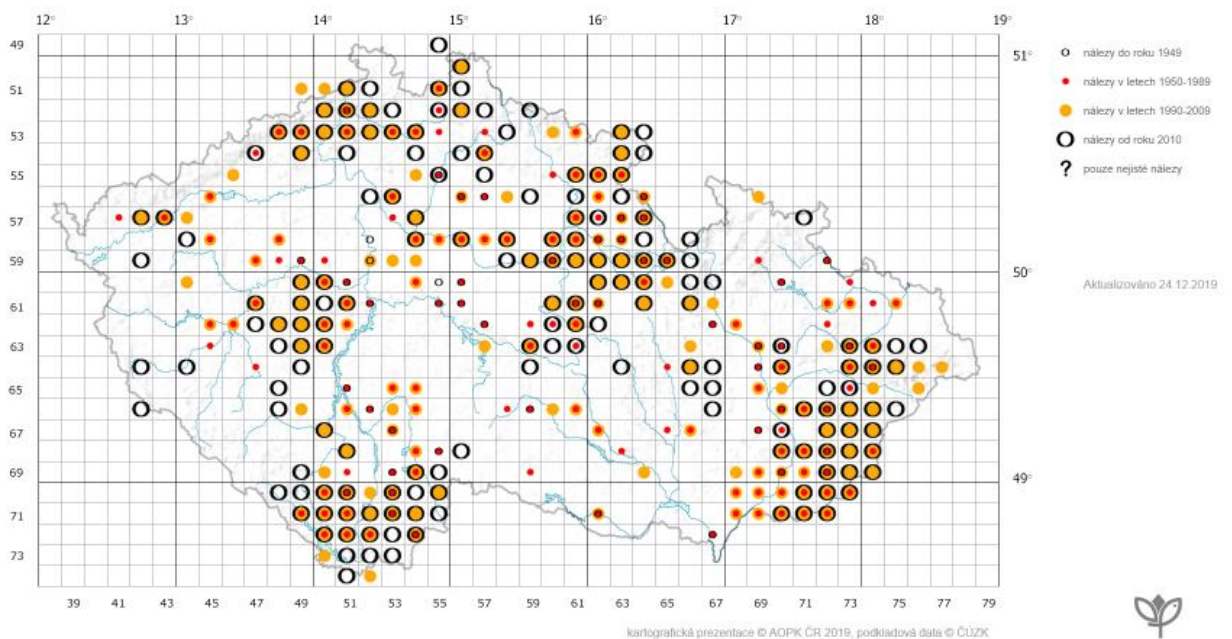 12° 13° 14° 15° 16° 17° 18° 19°
49
51° nálezy do roku 1949
51 nálezy v letech 1950-1989
nálezy v letech 1990-2009
53 nálezy od roku 2010
? pouze nejisté nálezy
55
57
59
50°
Aktualizováno 24.12.2019
61
63
65
67
69
49°
71
73
39 41 43 45 47 49 51 53 55 57 59 61 63 65 67 69 71 73 75 77 79
kartografická prezentace © AOPK ČR 2019, podkladová data © ČÚZK